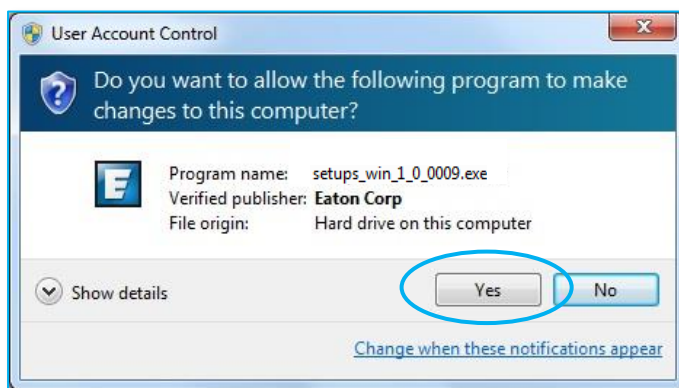 User Account Control
Do you want to allow the following program to make
changes to this computer?
Program name: setups_win_1_0_0009.exe
Verified publisher: Eaton Corp
File origin: Hard drive on this computer
Show details
Yes No
Change when these notifications appear